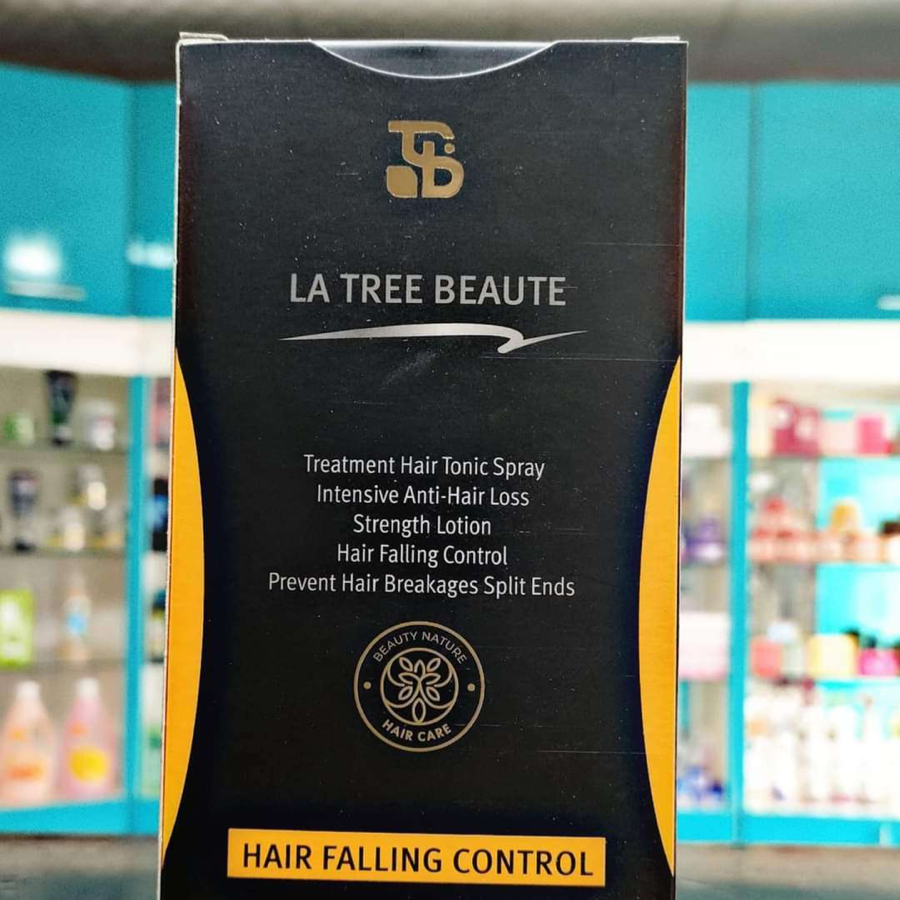 LA TREE BEAUTE
Treatment Hair Tonic Spray
Intensive Anti-Hair Loss
Strength Lotion
Hair Falling Control
Prevent Hair Breakages Split Ends
BEAUTY NATURE
HAIR CARE
HAIR FALLING CONTROL